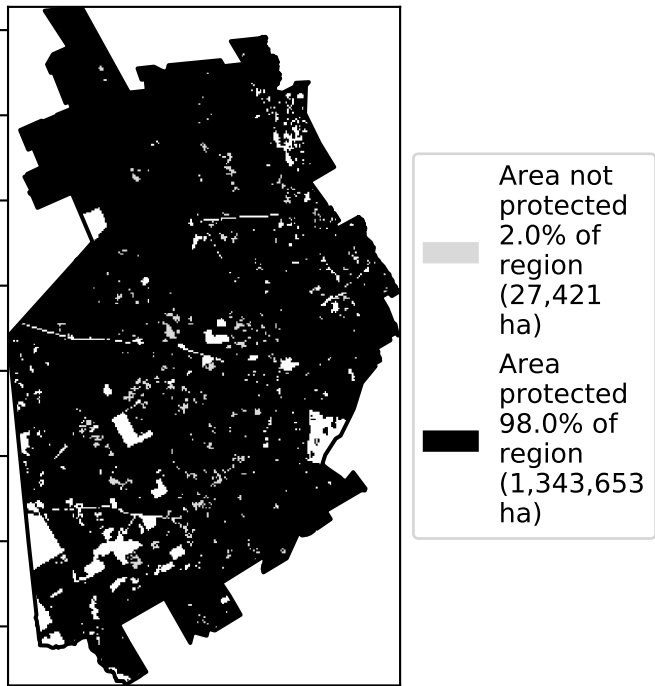 Area not
protected
2.0% of
region
(27,421
ha)
Area
protected
98.0% of
region
(1,343,653
ha)